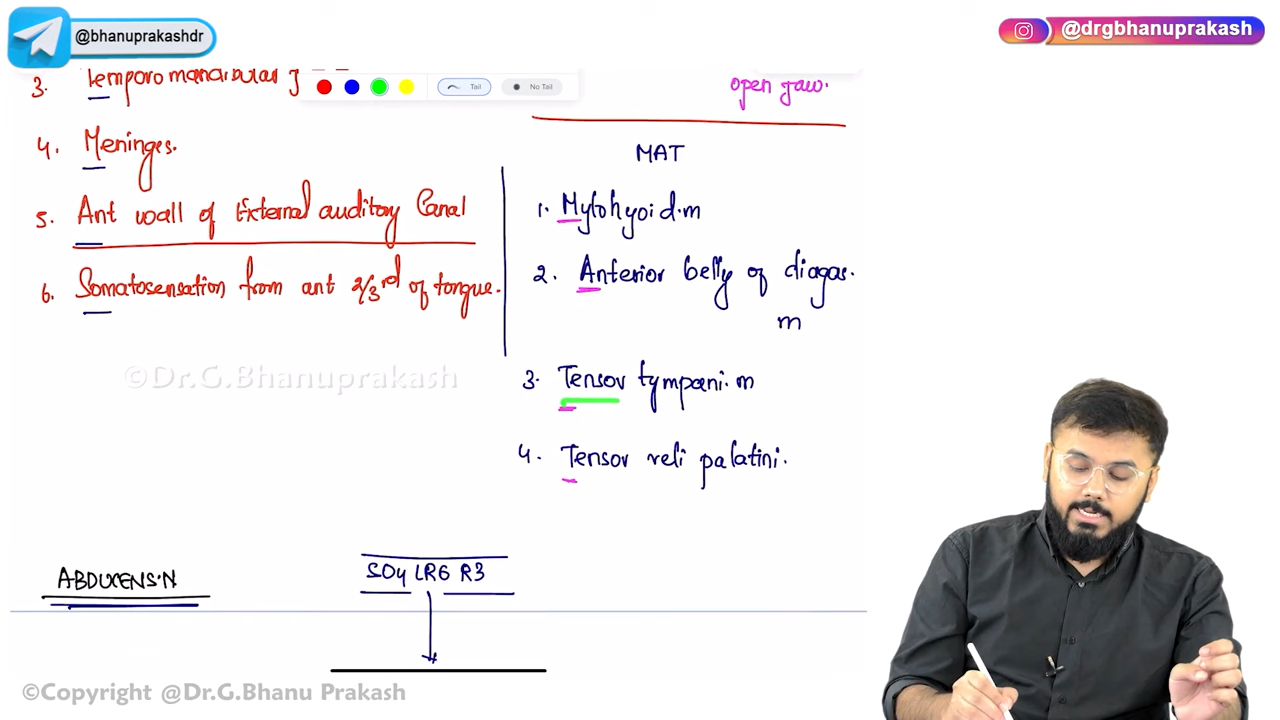 @bhanuprakashdr
@drgbhanuprakash
3. Temporo mandibular J
Tail
No Tail
4. Meninges.
5. Ant wall of External auditory Canal
6. Somatosensation from ant 2/3rd of tongue.
open jaw.
MAT
1. Mylohyoid.m
2. Anterior belly of diagas.
m
3. Tensor tympani.m
4. Tensor veli palatini.
©Dr.G.Bhanuprakash
ABDUCENS.N
SO4 LR6 R3
©Copyright @Dr.G.Bhanu Prakash